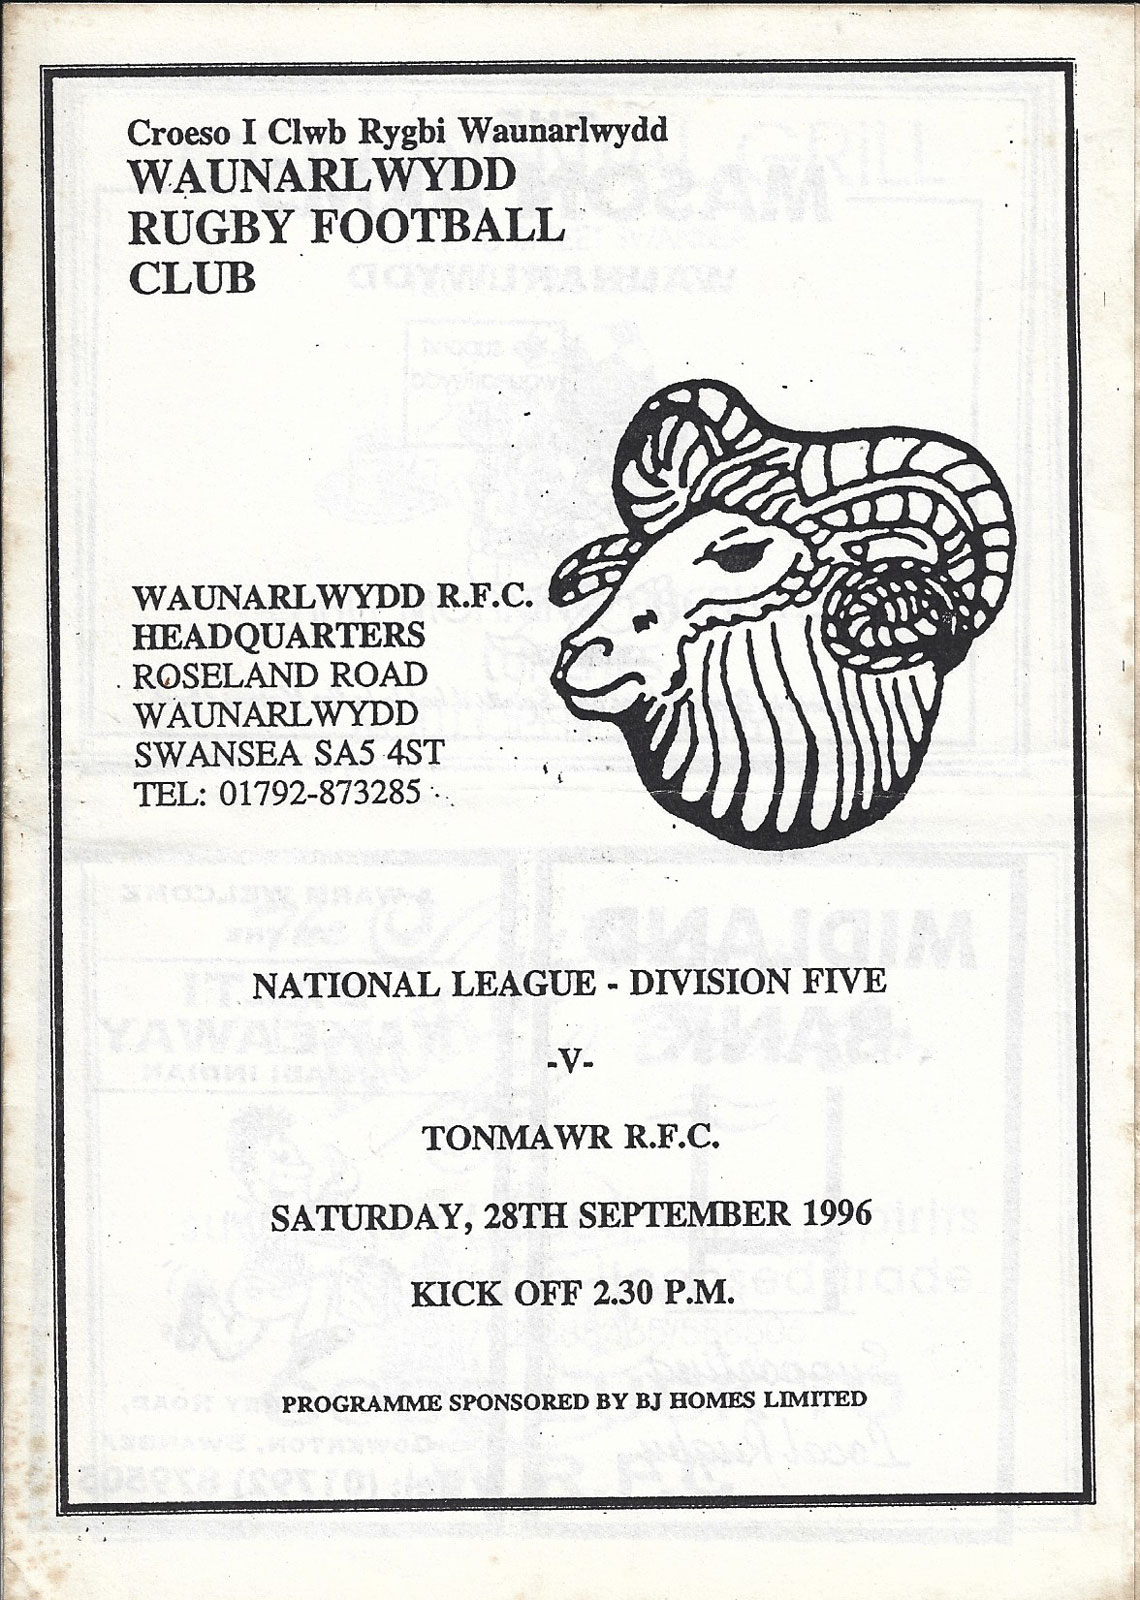 Croeso I Clwb Rygbi Waunarlwydd
WAUNARLWYDD
RUGBY FOOTBALL
CLUB
WAUNARLWYDD R.F.C.
HEADQUARTERS
ROSELAND ROAD
WAUNARLWYDD
SWANSEA SA5 4ST
TEL: 01792-873285
NATIONAL LEAGUE - DIVISION FIVE
-V-
TONMAWR R.F.C.
SATURDAY, 28TH SEPTEMBER 1996
KICK OFF 2.30 P.M.
PROGRAMME SPONSORED BY BJ HOMES LIMITED